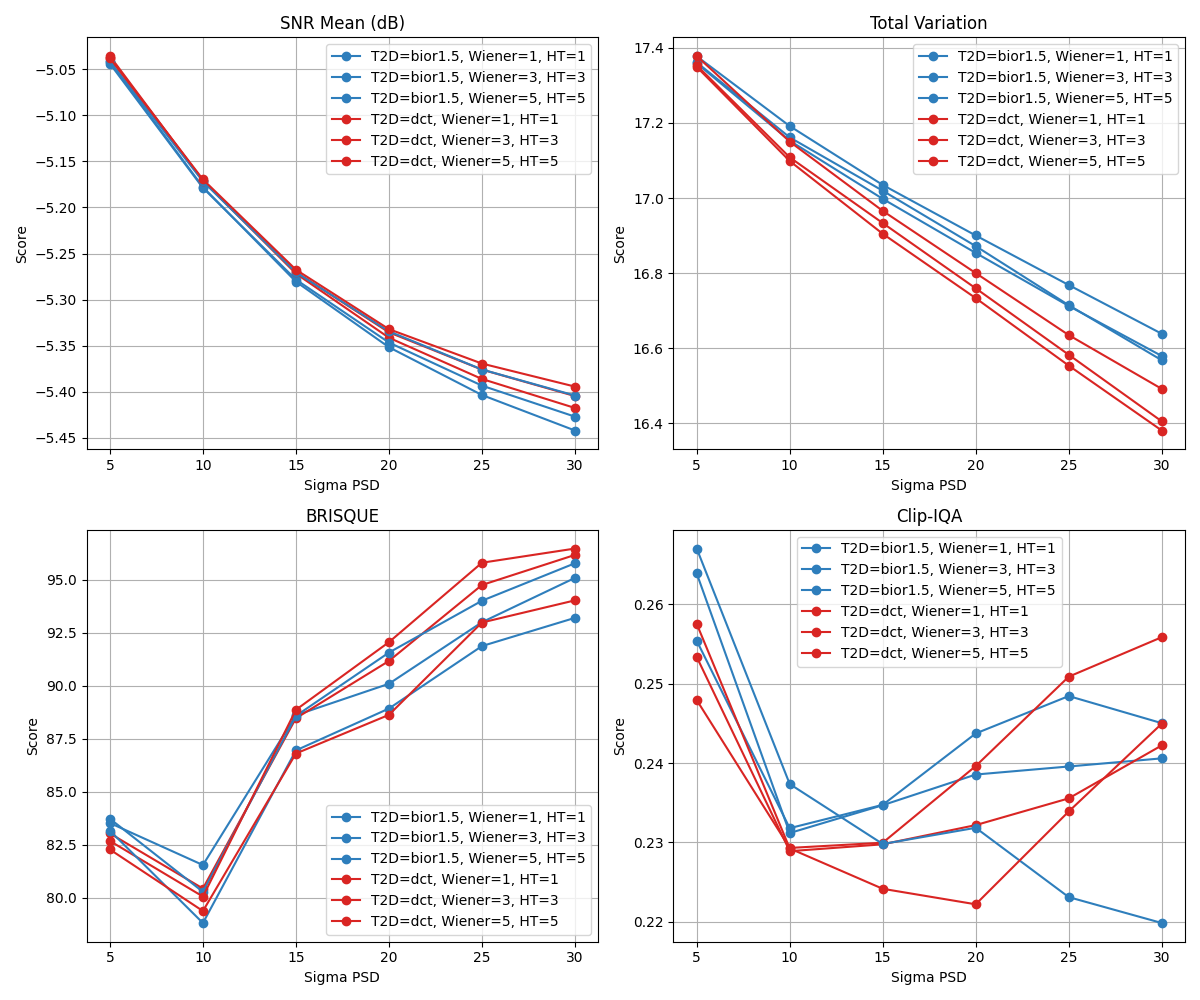 SNR Mean (dB)
−5.05
−5.10
−5.15
−5.20
−5.25
−5.30
−5.35
−5.40
−5.45
Score
T2D=bior1.5, Wiener=1, HT=1
T2D=bior1.5, Wiener=3, HT=3
T2D=bior1.5, Wiener=5, HT=5
T2D=dct, Wiener=1, HT=1
T2D=dct, Wiener=3, HT=3
T2D=dct, Wiener=5, HT=5
5 10 15 20 25 30
Sigma PSD
Total Variation
17.4
17.2
17.0
16.8
16.6
16.4
Score
T2D=bior1.5, Wiener=1, HT=1
T2D=bior1.5, Wiener=3, HT=3
T2D=bior1.5, Wiener=5, HT=5
T2D=dct, Wiener=1, HT=1
T2D=dct, Wiener=3, HT=3
T2D=dct, Wiener=5, HT=5
5 10 15 20 25 30
Sigma PSD
BRISQUE
95.0
92.5
90.0
87.5
85.0
82.5
80.0
Score
T2D=bior1.5, Wiener=1, HT=1
T2D=bior1.5, Wiener=3, HT=3
T2D=bior1.5, Wiener=5, HT=5
T2D=dct, Wiener=1, HT=1
T2D=dct, Wiener=3, HT=3
T2D=dct, Wiener=5, HT=5
5 10 15 20 25 30
Sigma PSD
Clip-IQA
0.26
0.25
0.24
0.23
0.22
Score
T2D=bior1.5, Wiener=1, HT=1
T2D=bior1.5, Wiener=3, HT=3
T2D=bior1.5, Wiener=5, HT=5
T2D=dct, Wiener=1, HT=1
T2D=dct, Wiener=3, HT=3
T2D=dct, Wiener=5, HT=5
5 10 15 20 25 30
Sigma PSD